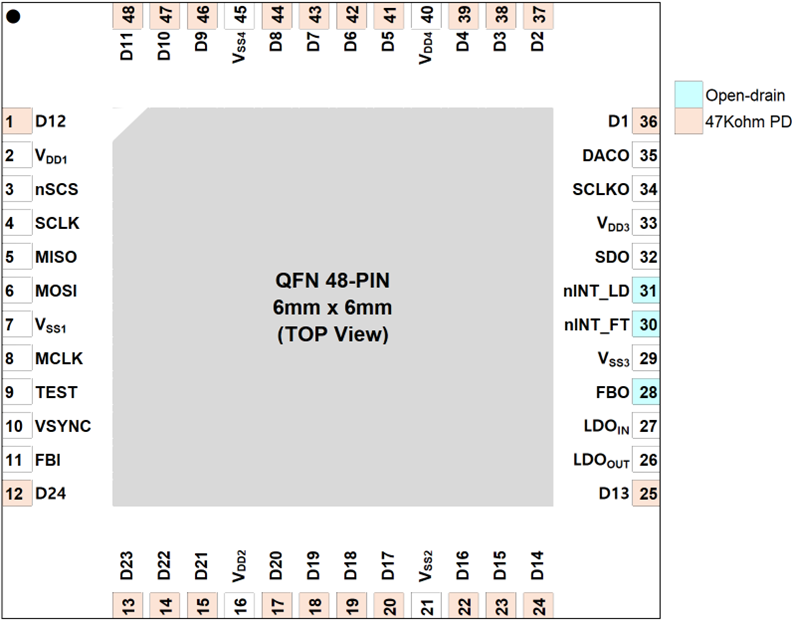 48 47 46 45 44 43 42 41 40 39 38 37
D11 D10 D9 VSS4 D8 D7 D6 D5 VDD4 D4 D3 D2
Open-drain
47Kohm PD
1 D12
2 VDD1
3 nSCS
4 SCLK
5 MISO
6 MOSI
7 VSS1
8 MCLK
9 TEST
10 VSYNC
11 FBI
12 D24
QFN 48-PIN
6mm x 6mm
(TOP View)
D1 36
DACO 35
SCLKO 34
VDD3 33
SDO 32
nINT_LD 31
nINT_FT 30
VSS3 29
FBO 28
LDOIN 27
LDOOUT 26
D13 25
D23 D22 D21 VDD2 D20 D19 D18 D17 VSS2 D16 D15 D14
13 14 15 16 17 18 19 20 21 22 23 24